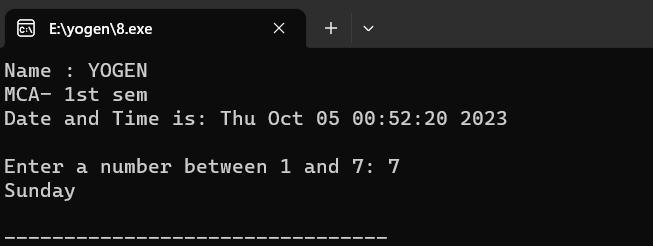 E:\yogen\8.exe
Name : YOGEN
MCA- 1st sem
Date and Time is: Thu Oct 05 00:52:20 2023
Enter a number between 1 and 7: 7
Sunday
--------------------------------